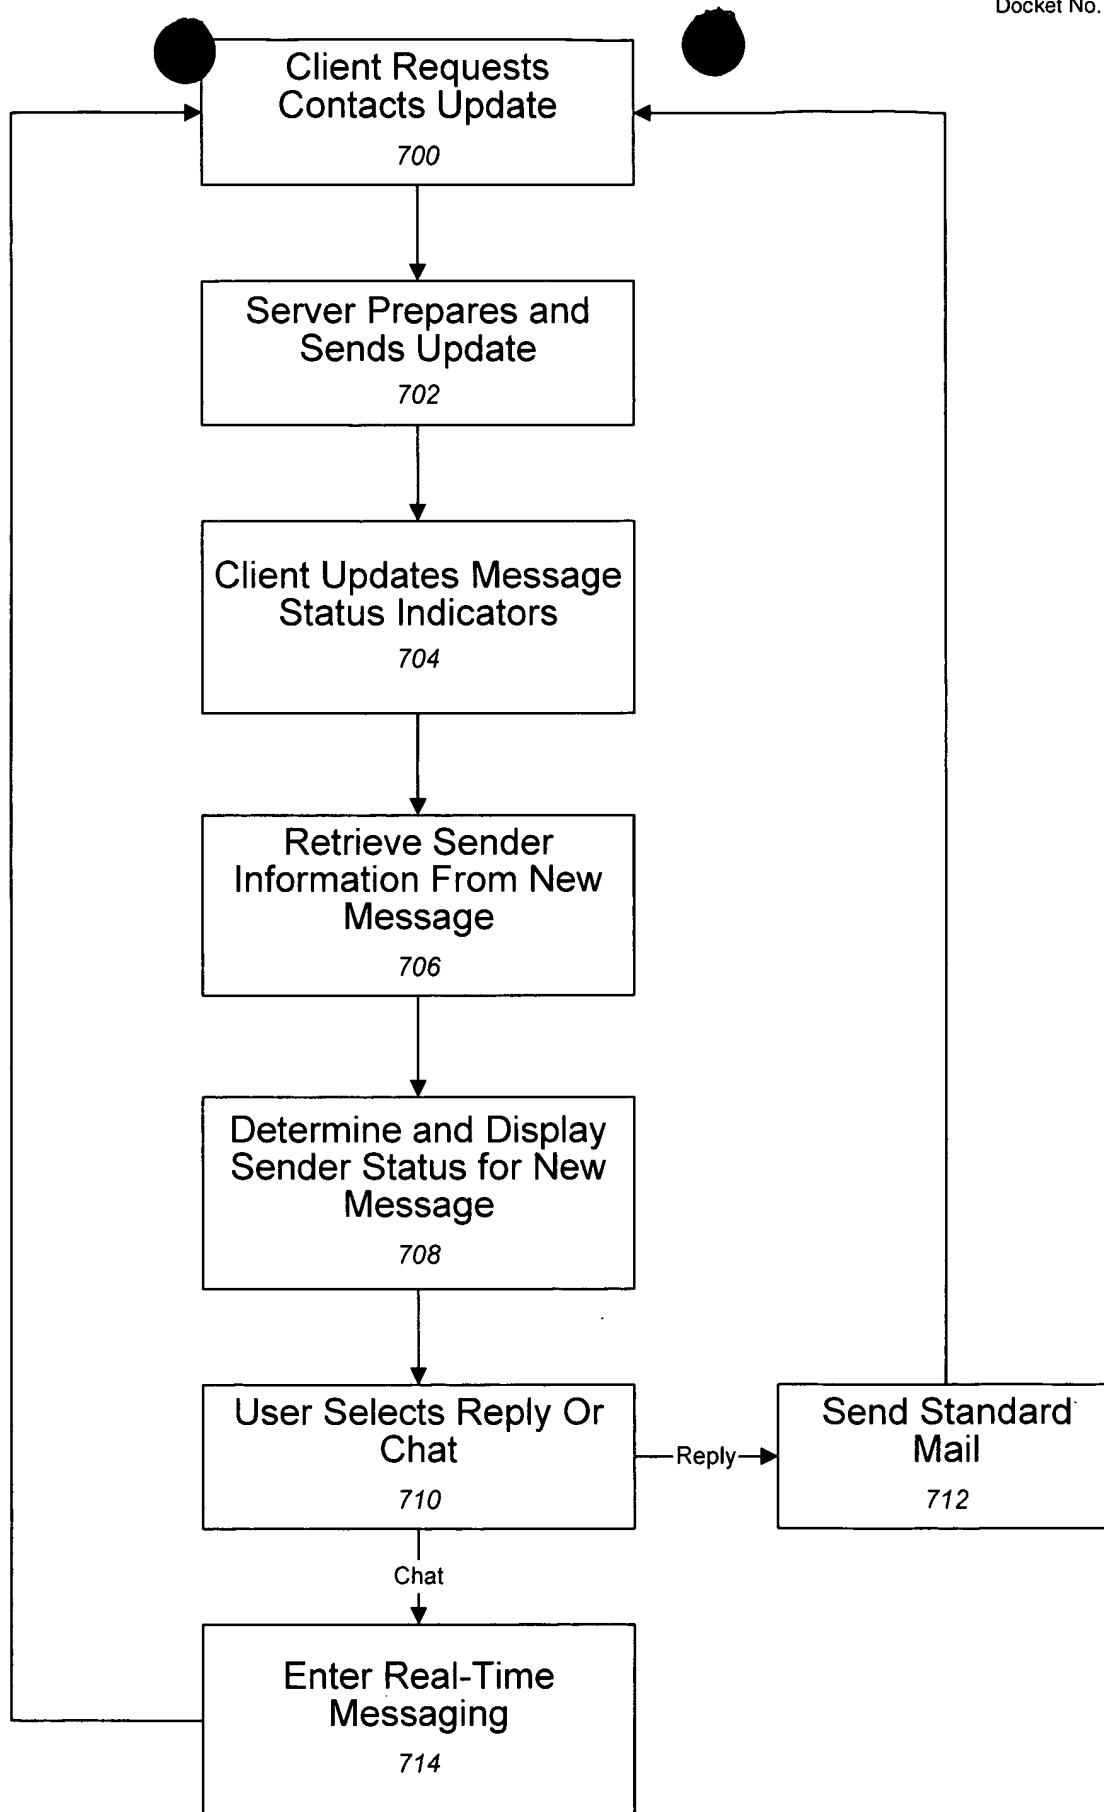 Docket No.
Client Requests
Contacts Update
700
Server Prepares and
Sends Update
702
Client Updates Message
Status Indicators
704
Retrieve Sender
Information From New
Message
706
Determine and Display
Sender Status for New
Message
708
User Selects Reply Or
Chat
710
Reply
Send Standard
Mail
712
Chat
Enter Real-Time
Messaging
714